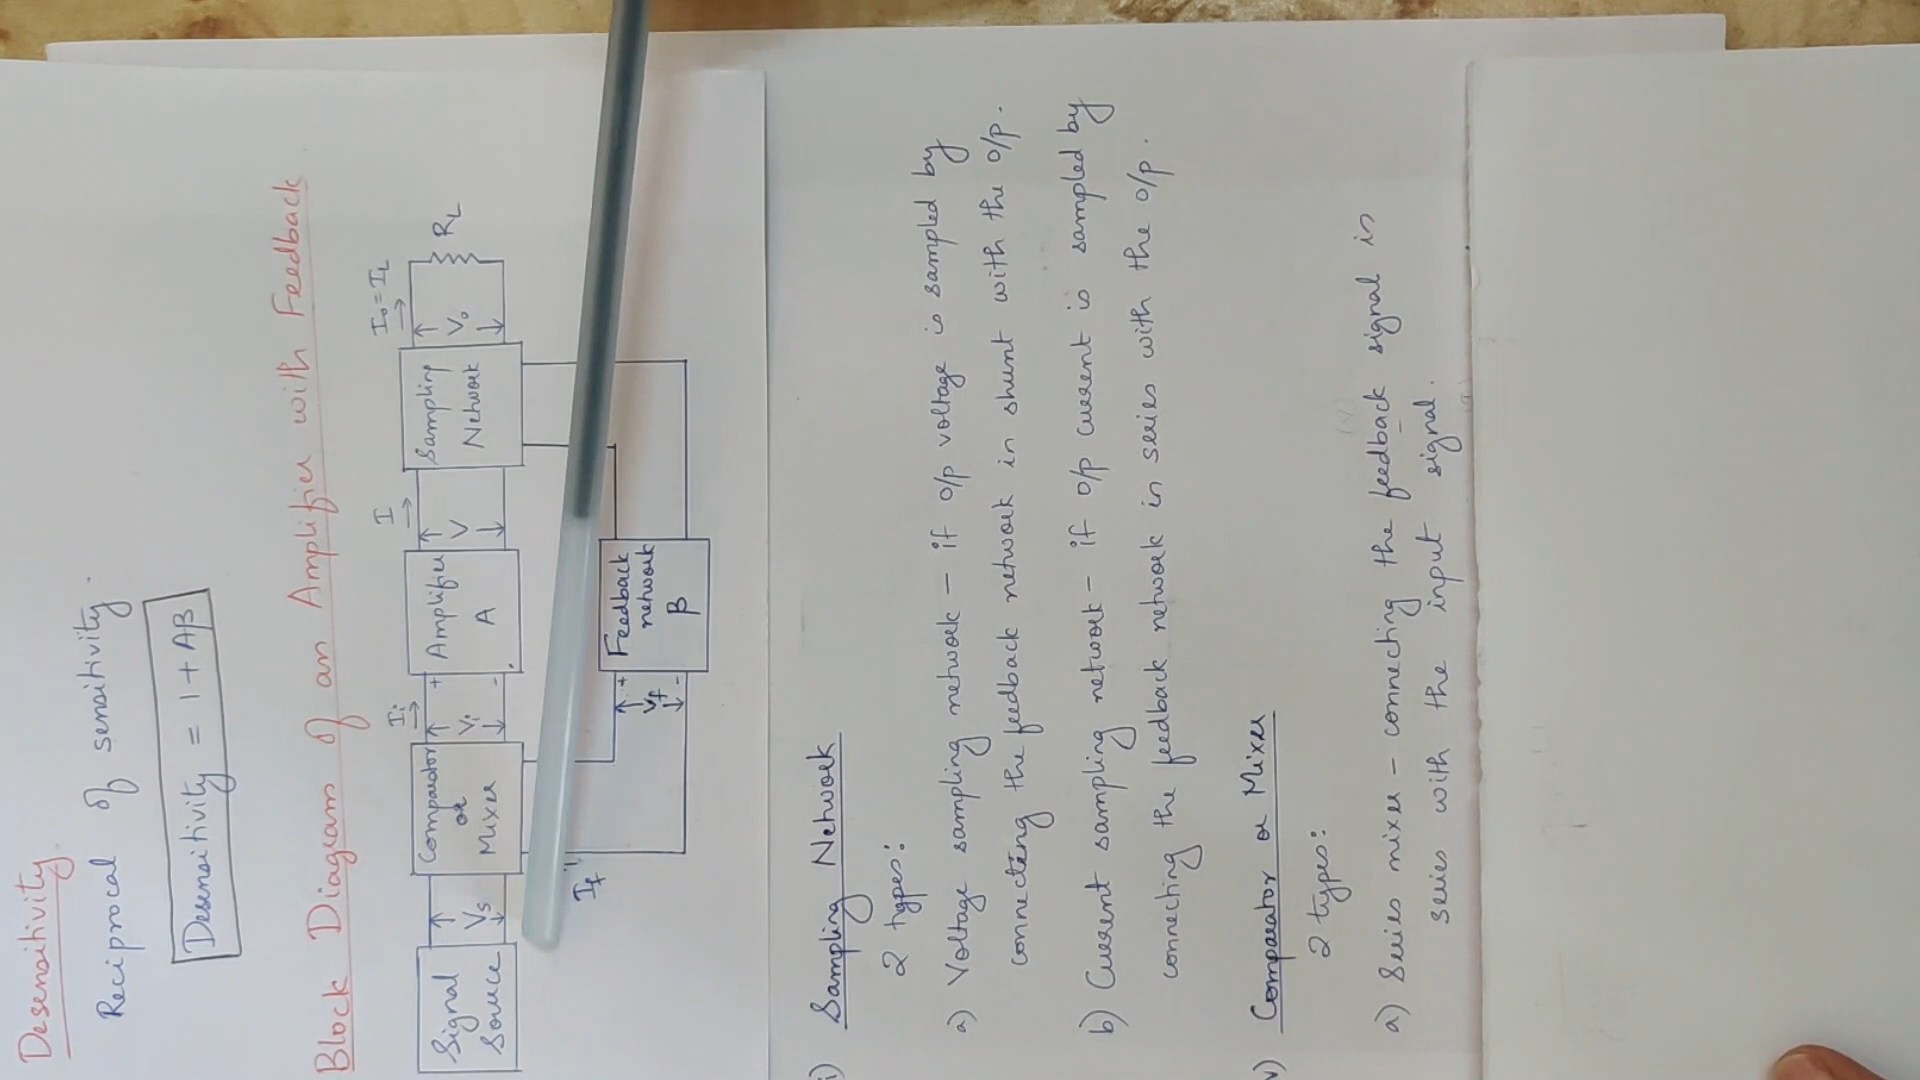 Desensitivity.
Reciprocal of sensitivity.
Desensitivity = 1 + Aβ
Block Diagram of an Amplifier with Feedback.
Signal
Source
Vs
Comparator
or
Mixer
Ii
+
Vi
-
Amplifier
A
I
V
Sampling
Network
Io = IL
Vo
RL
If
+
Vf
-
Feedback
network
β
i) Sampling Network
2 types:
a) Voltage sampling network - if o/p voltage is sampled by
connecting the feedback network in shunt with the o/p.
b) Current sampling network - if o/p current is sampled by
connecting the feedback network in series with the o/p.
v) Comparator or Mixer
2 types:
a) Series mixer - connecting the feedback signal in
series with the input signal.